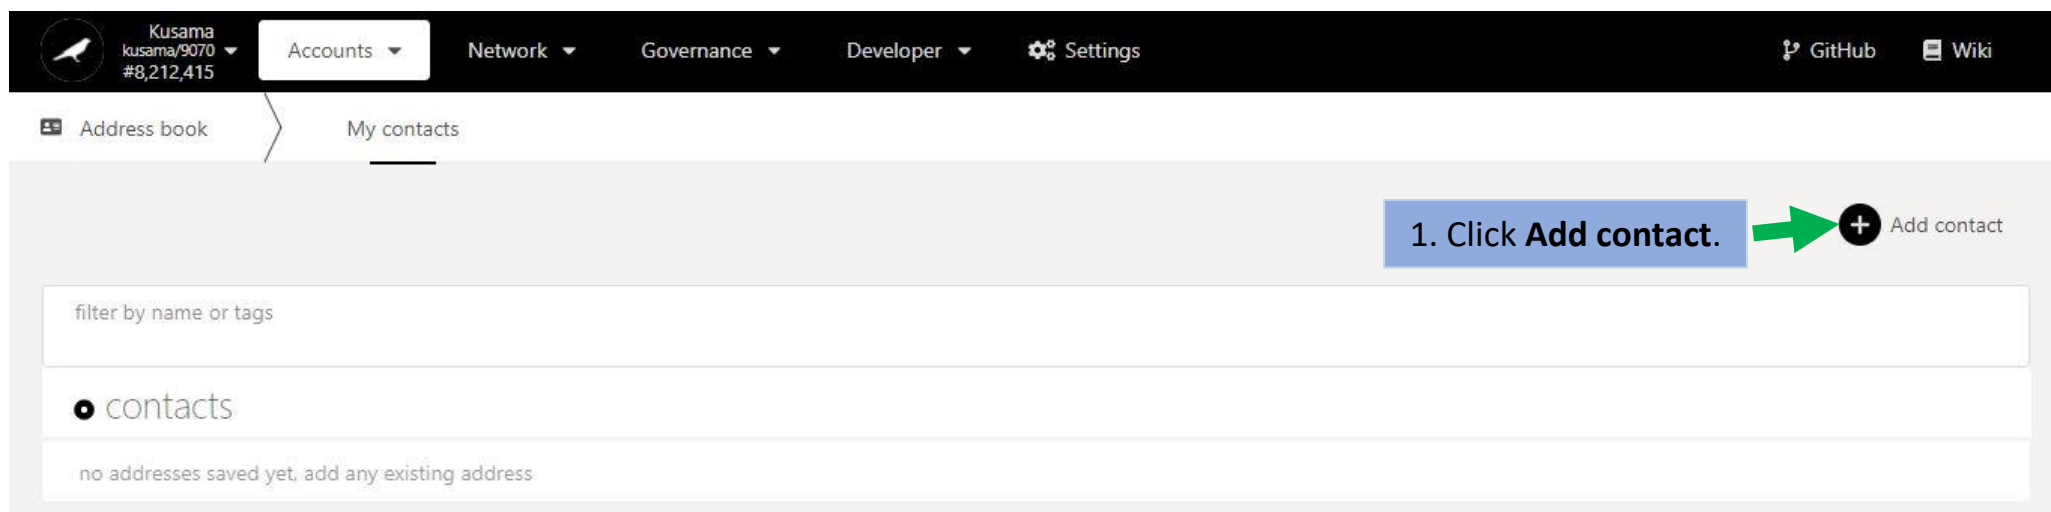 Kusama
kusama/9070
#8,212,415
Accounts
Network
Governance
Developer
Settings
GitHub
Wiki
Address book
My contacts
1. Click Add contact.
Add contact
filter by name or tags
contacts
no addresses saved yet, add any existing address